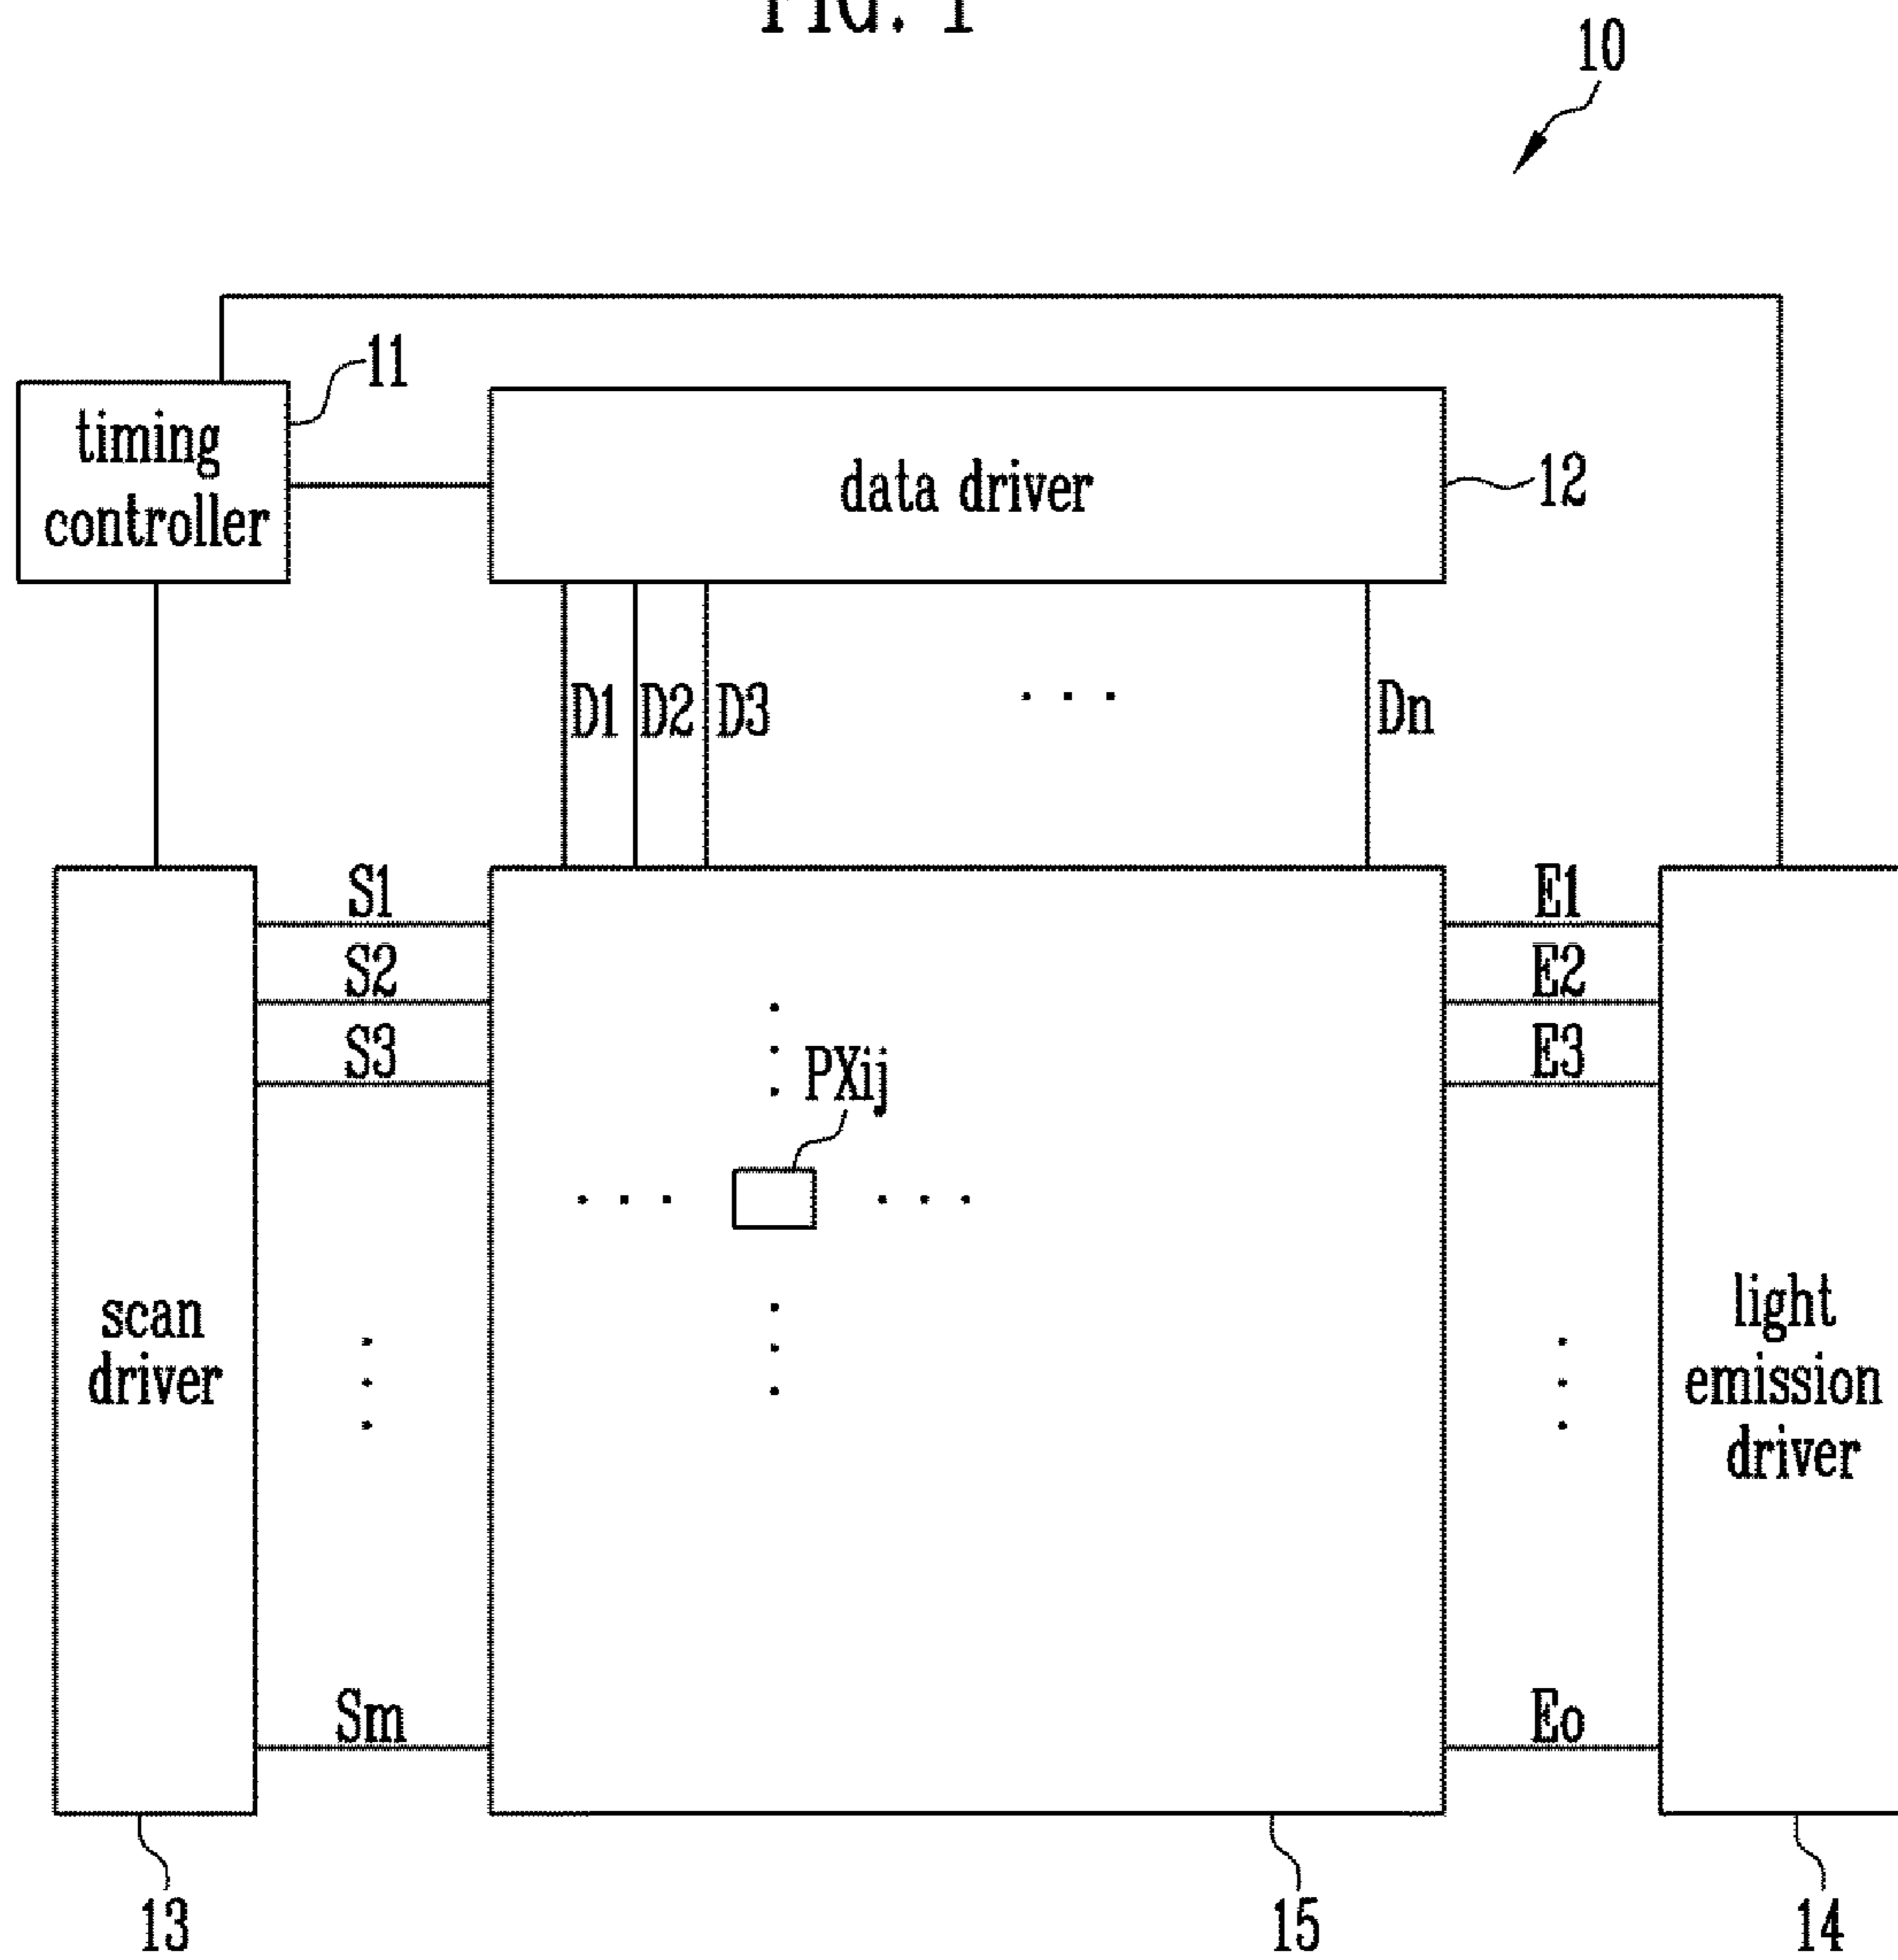 FIG. 1
10
11
timing
controller
data driver
12
D1 D2 D3 . . . Dn
S1
E1
S2
E2
S3
E3
PXij
scan
driver
light
emission
driver
Sm
Eo
13
15
14